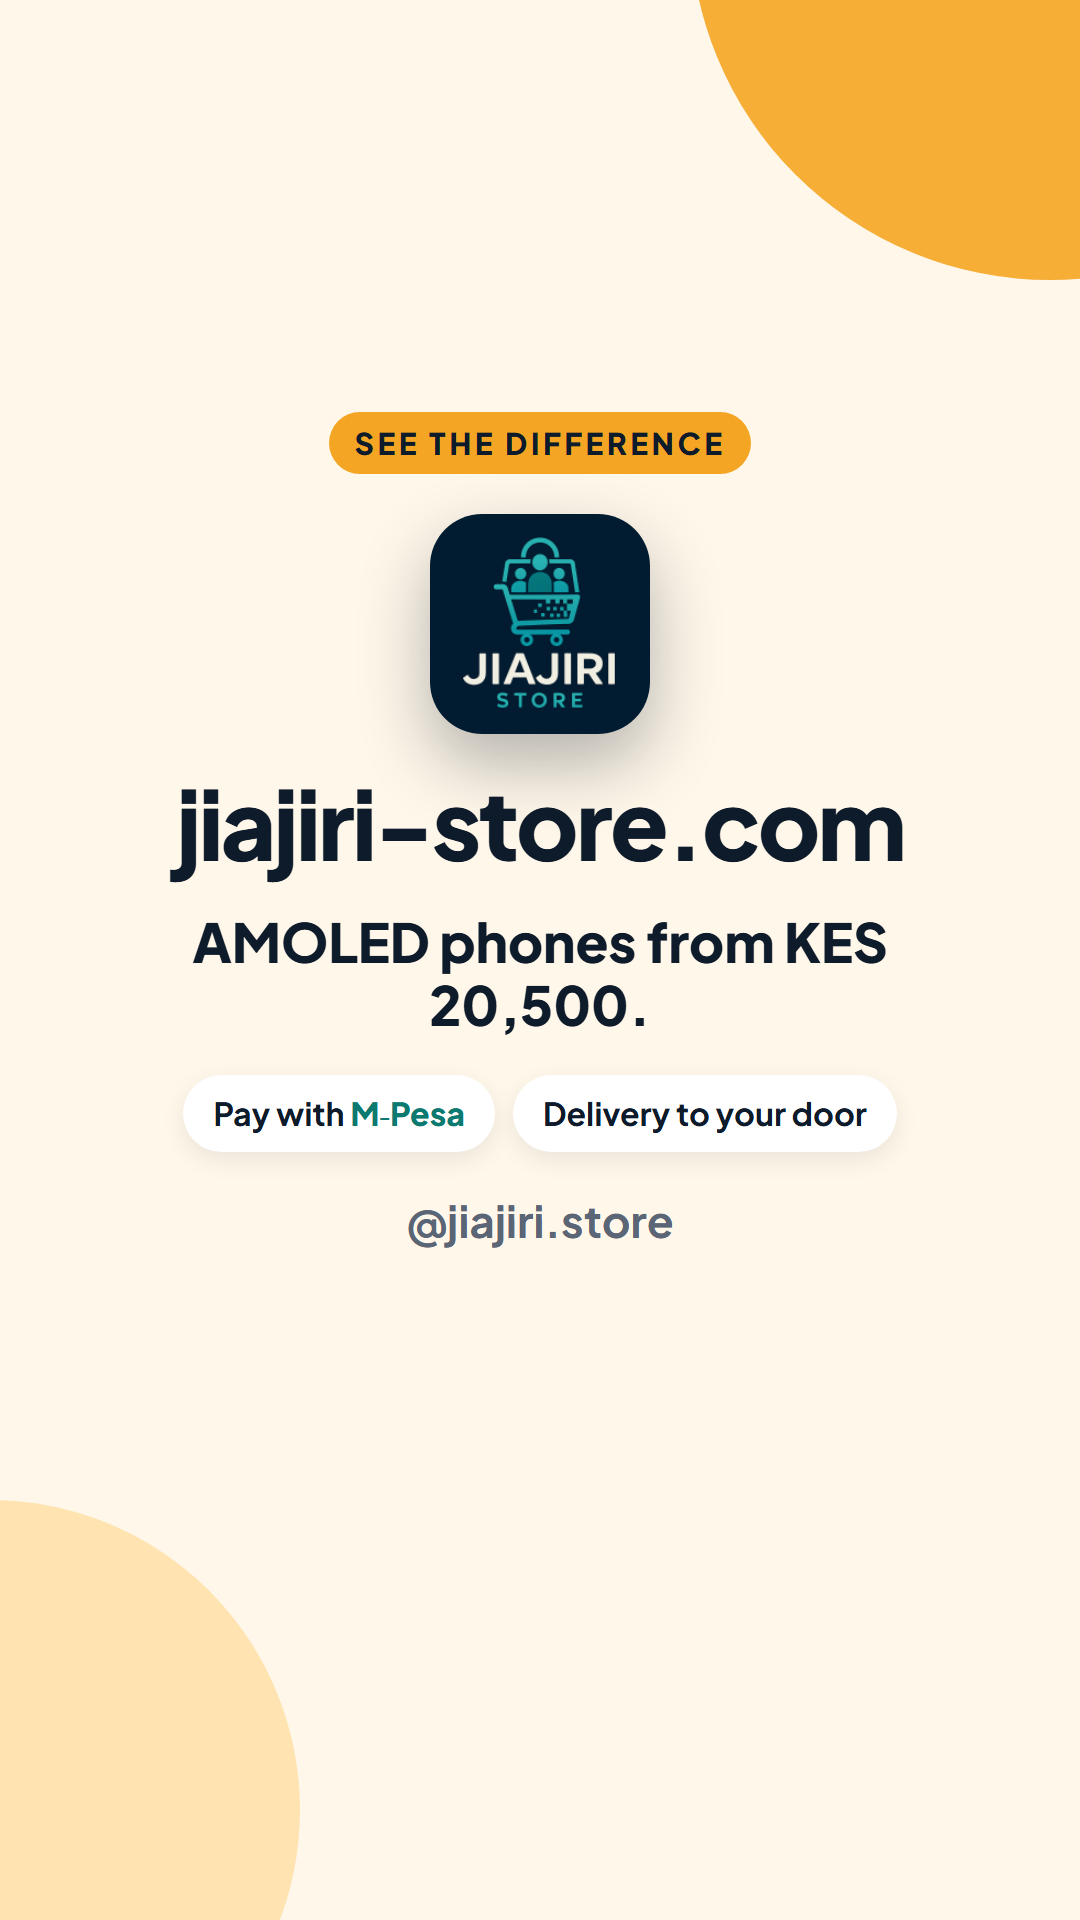 SEE THE DIFFERENCE
JIAJIRI
STORE
jiajiri-store.com
AMOLED phones from KES
20,500.
Pay with M-Pesa
Delivery to your door
@jiajiri.store